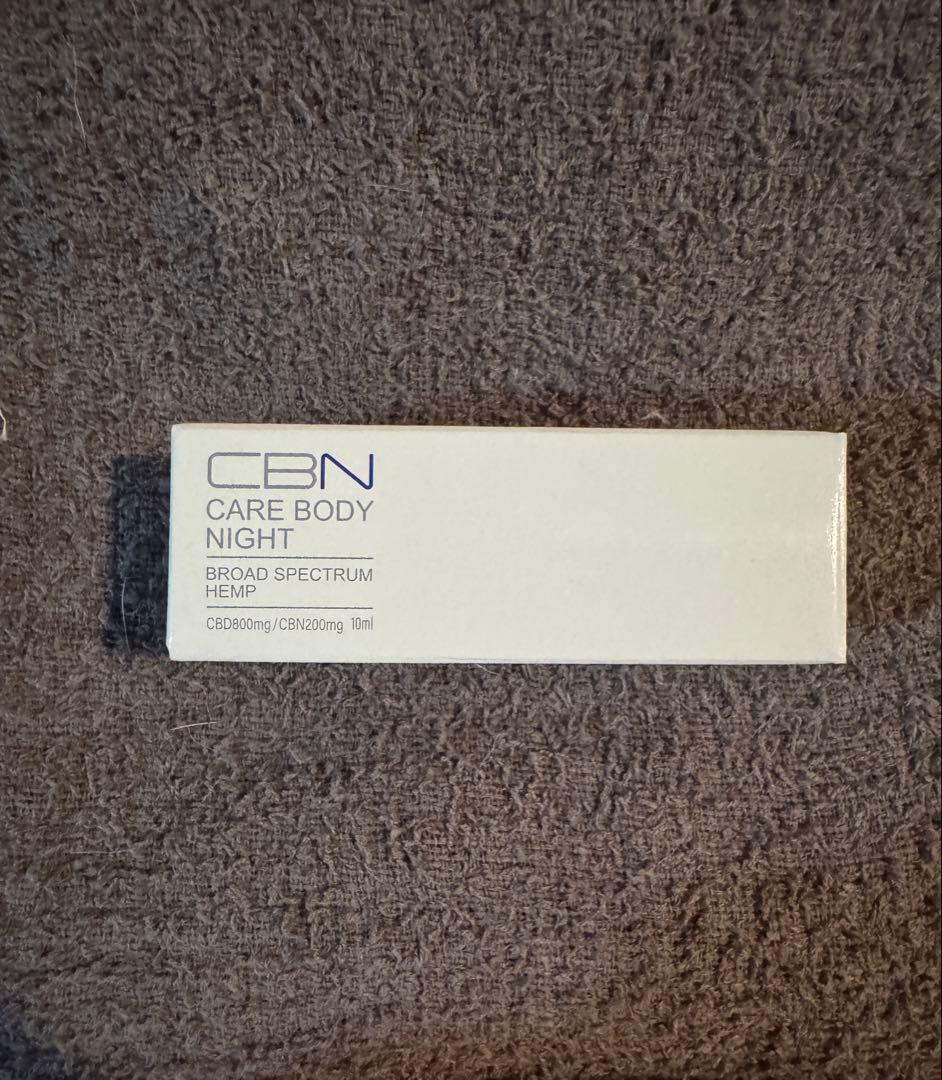 CBN
CARE BODY
NIGHT
BROAD SPECTRUM
HEMP
CBD800mg/CBN200mg 10ml